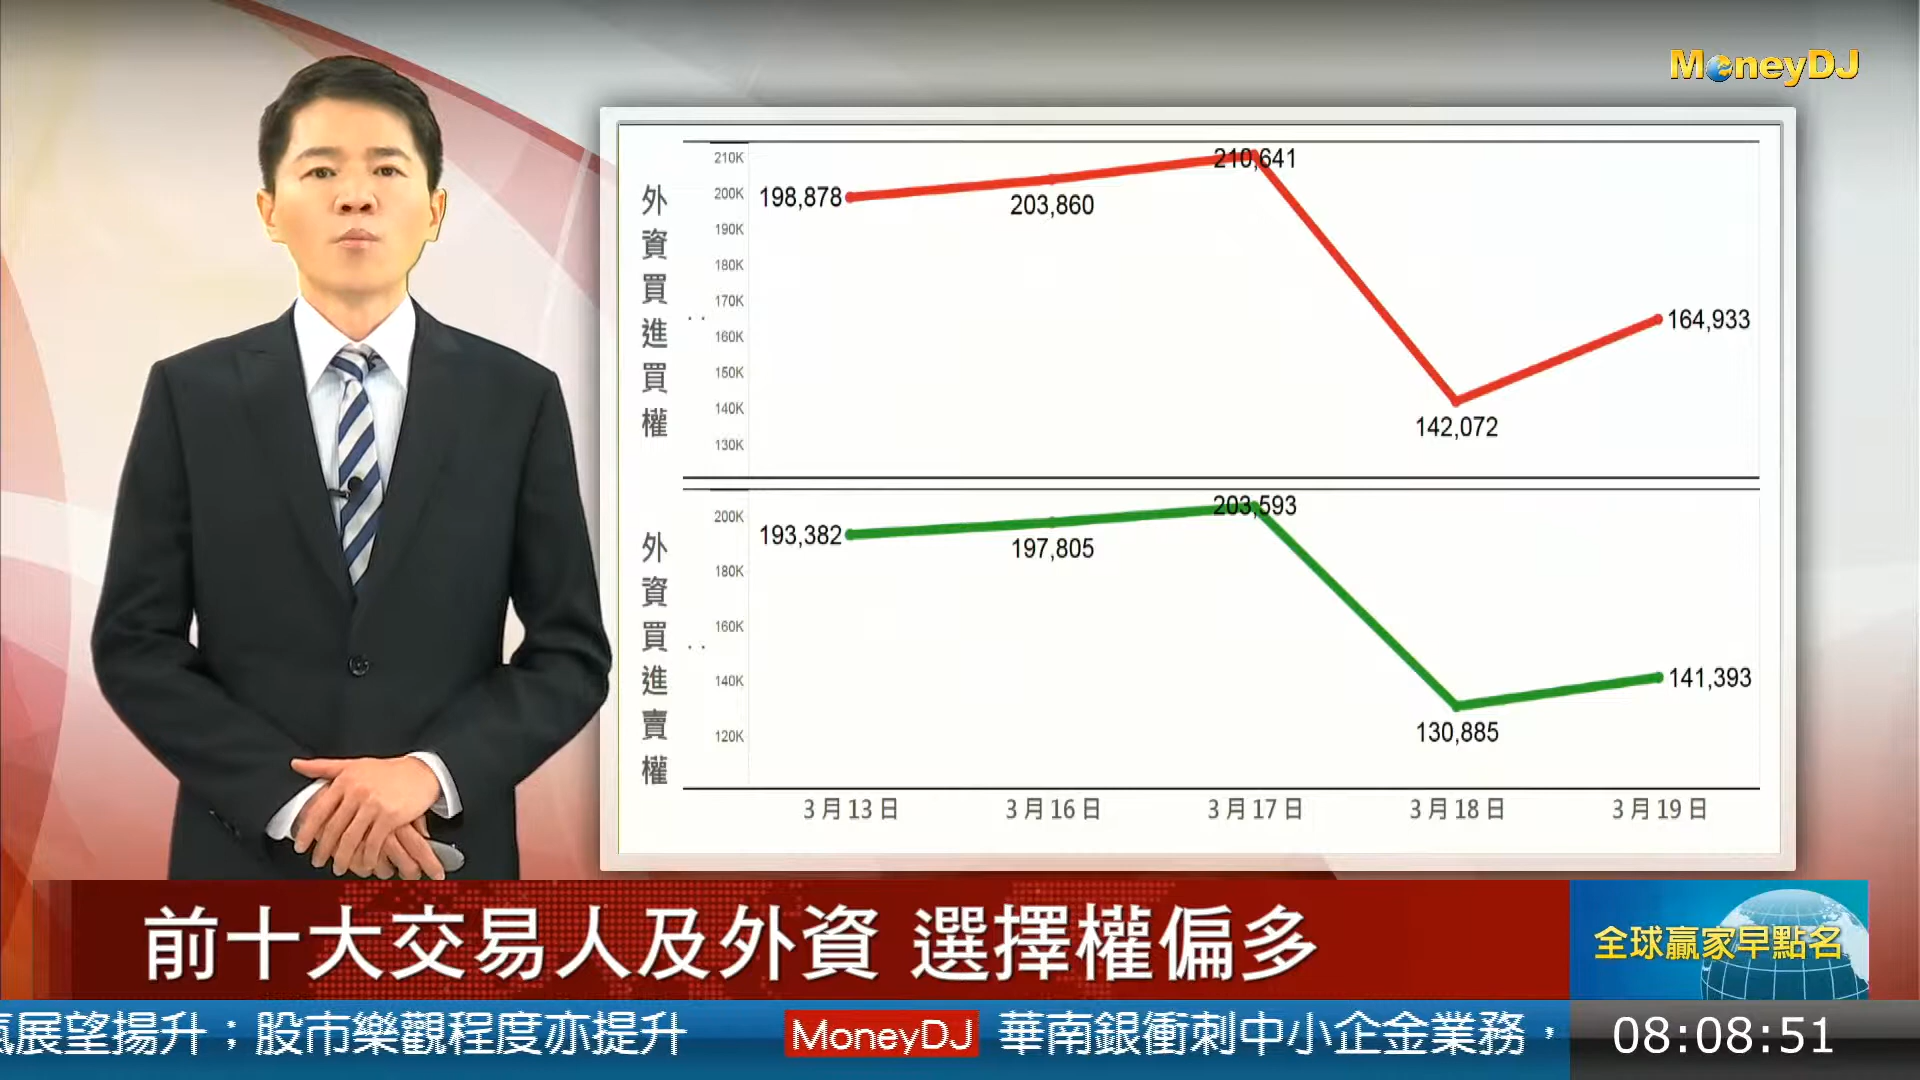 MoneyDJ
外資買進買權
210K
200K
190K
180K
170K
160K
150K
140K
130K
198,878
203,860
210,641
142,072
164,933
外資買進賣權
200K
180K
160K
140K
120K
193,382
197,805
203,593
130,885
141,393
3月13日
3月16日
3月17日
3月18日
3月19日
前十大交易人及外資 選擇權偏多
全球贏家早點名
氣展望揚升；股市樂觀程度亦提升 MoneyDJ 華南銀衝刺中小企金業務，
08:08:51